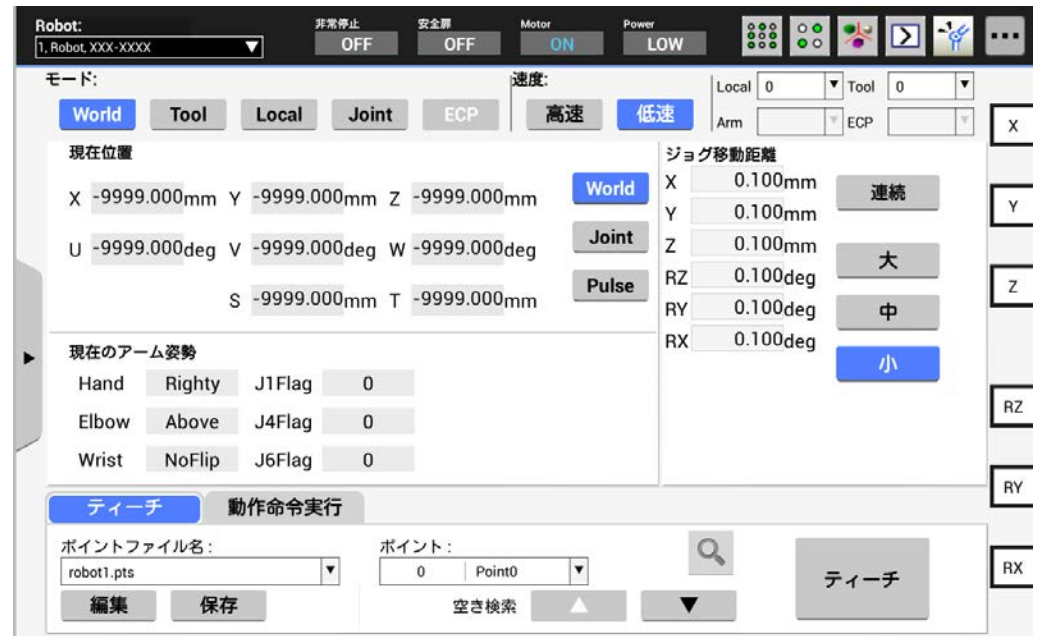 Robot:
1, Robot, XXX-XXXX
非常停止 安全扉 Motor Power
OFF OFF ON LOW
モード: 速度:
World Tool Local Joint ECP 高速 低速
Local 0 Tool 0
Arm ECP
現在位置
X -9999.000mm Y -9999.000mm Z -9999.000mm
U -9999.000deg V -9999.000deg W -9999.000deg
S -9999.000mm T -9999.000mm
World
Joint
Pulse
ジョグ移動距離
X 0.100mm
Y 0.100mm
Z 0.100mm
RZ 0.100deg
RY 0.100deg
RX 0.100deg
連続
大
中
小
現在のアーム姿勢
Hand Righty J1Flag 0
Elbow Above J4Flag 0
Wrist NoFlip J6Flag 0
X
Y
Z
RZ
RY
RX
ティーチ 動作命令実行
ポイントファイル名: ポイント:
robot1.pts 0 Point0
編集 保存 空き検索
ティーチ